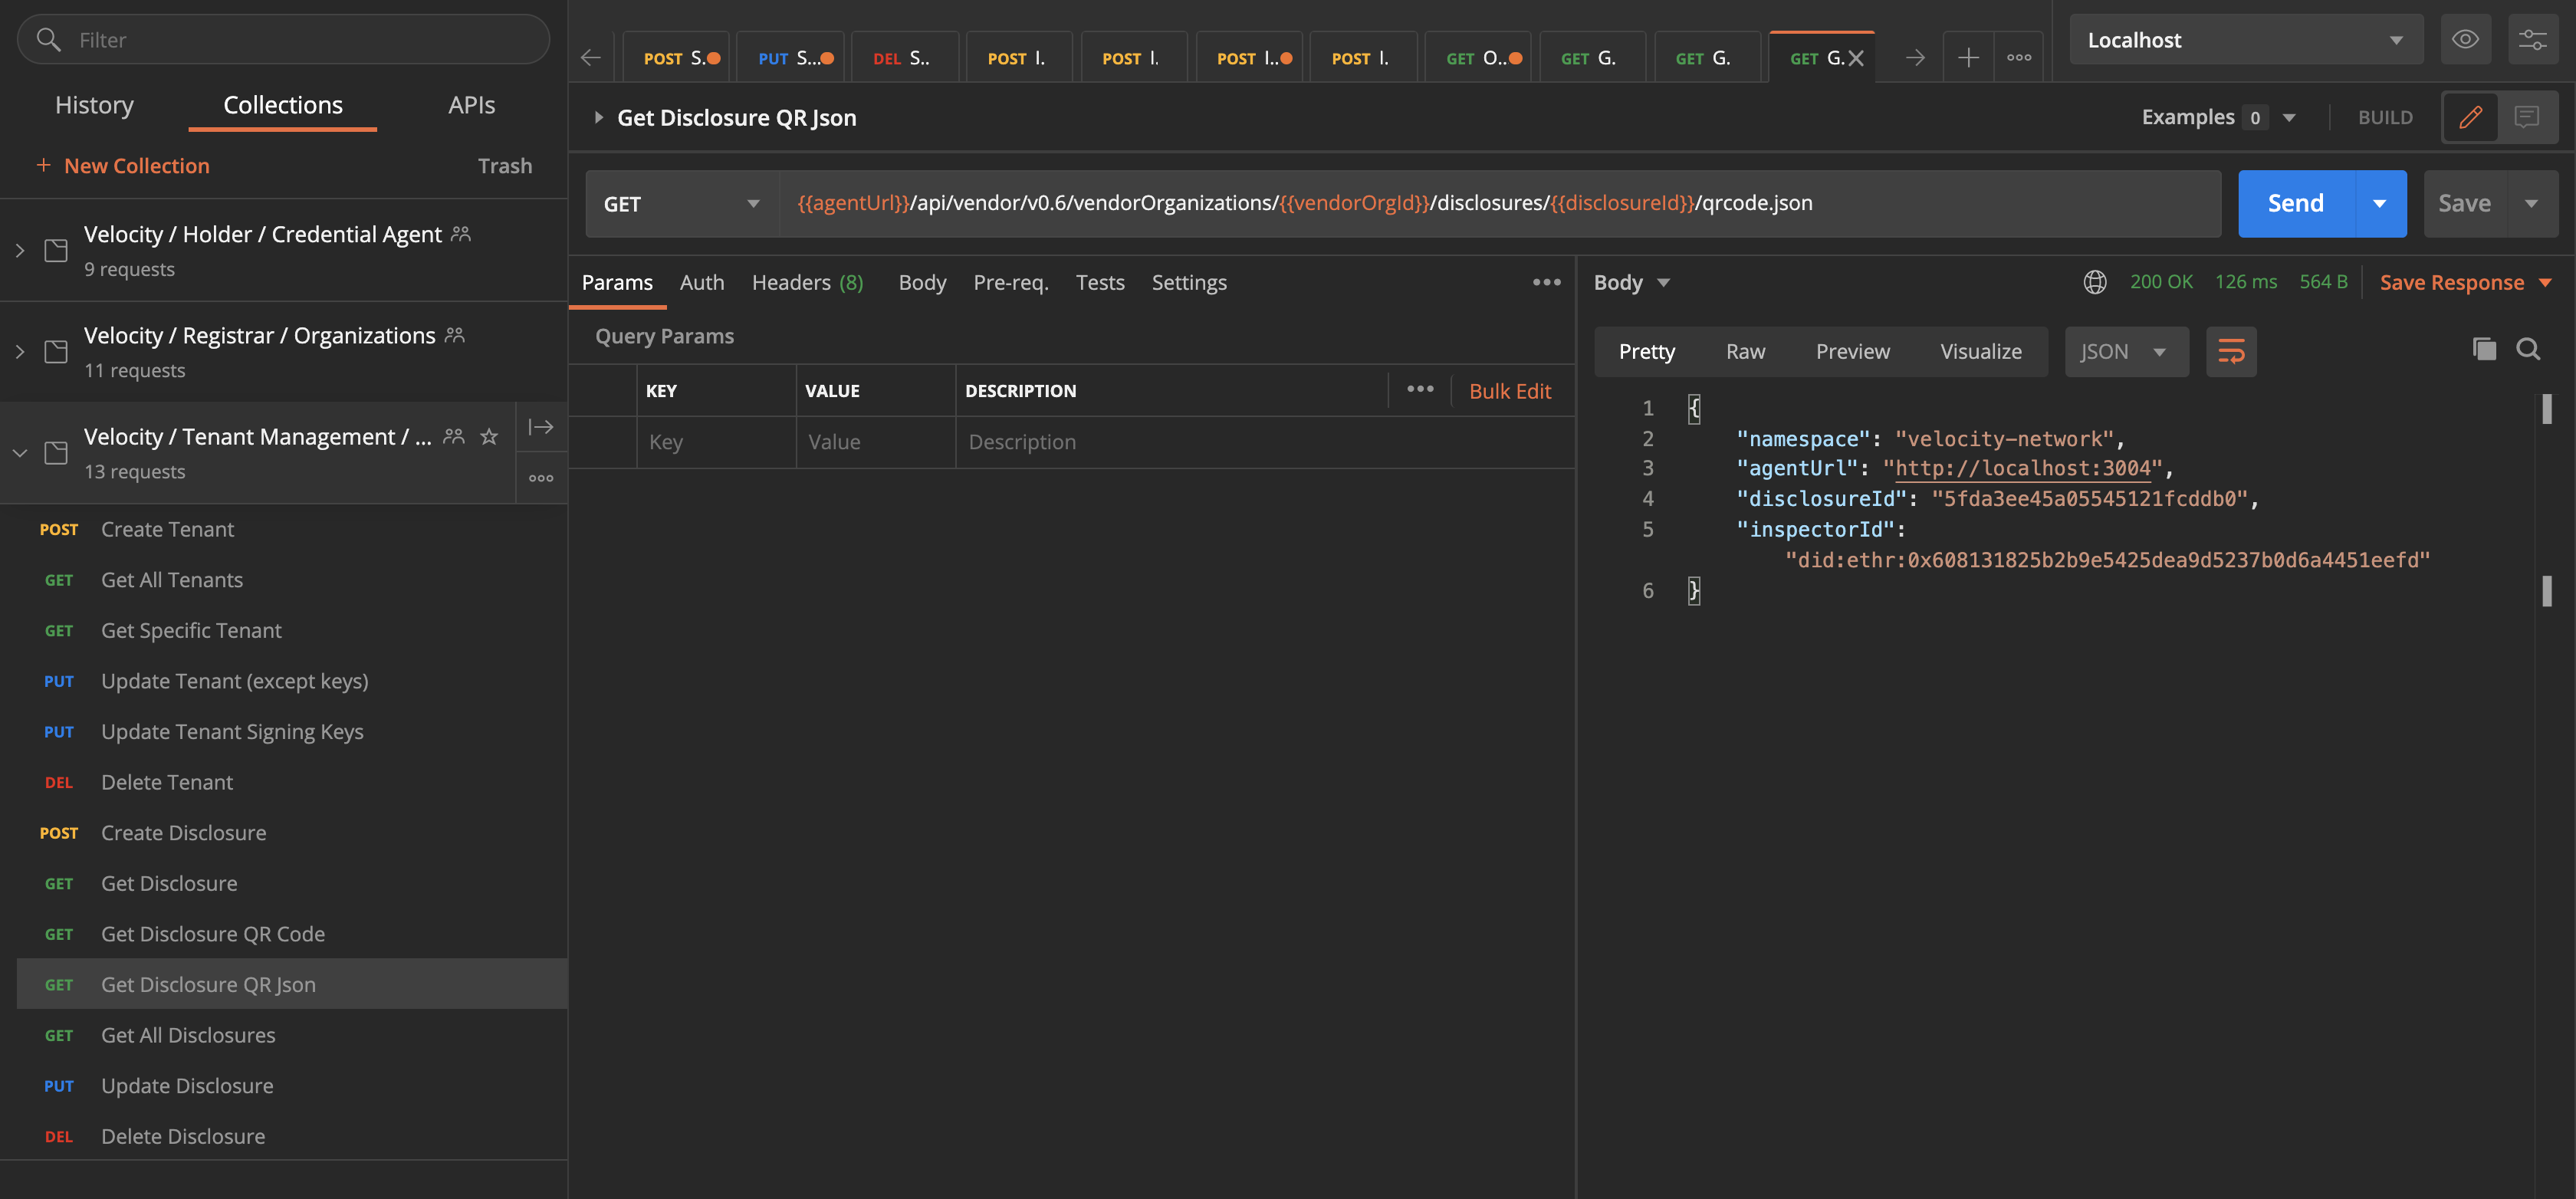 Filter
History Collections APIs
+ New Collection Trash
Velocity / Holder / Credential Agent
9 requests
Velocity / Registrar / Organizations
11 requests
Velocity / Tenant Management / ...
13 requests
POST Create Tenant
GET Get All Tenants
GET Get Specific Tenant
PUT Update Tenant (except keys)
PUT Update Tenant Signing Keys
DEL Delete Tenant
POST Create Disclosure
GET Get Disclosure
GET Get Disclosure QR Code
GET Get Disclosure QR Json
GET Get All Disclosures
PUT Update Disclosure
DEL Delete Disclosure
POST S. PUT S... DEL S.. POST I. POST I. POST I.. POST I. GET O.. GET G. GET G. GET G.
Localhost
Get Disclosure QR Json
Examples 0 BUILD
GET {{agentUrl}}/api/vendor/v0.6/vendorOrganizations/{{vendorOrgId}}/disclosures/{{disclosureId}}/qrcode.json
Send Save
Params Auth Headers (8) Body Pre-req. Tests Settings
Query Params
KEY VALUE DESCRIPTION Bulk Edit
Key Value Description
Body 200 OK 126 ms 564 B Save Response
Pretty Raw Preview Visualize JSON
1 {
2 "namespace": "velocity-network",
3 "agentUrl": "http://localhost:3004",
4 "disclosureId": "5fda3ee45a05545121fcddb0",
5 "inspectorId":
"did:ethr:0x608131825b2b9e5425dea9d5237b0d6a4451eefd"
6 }